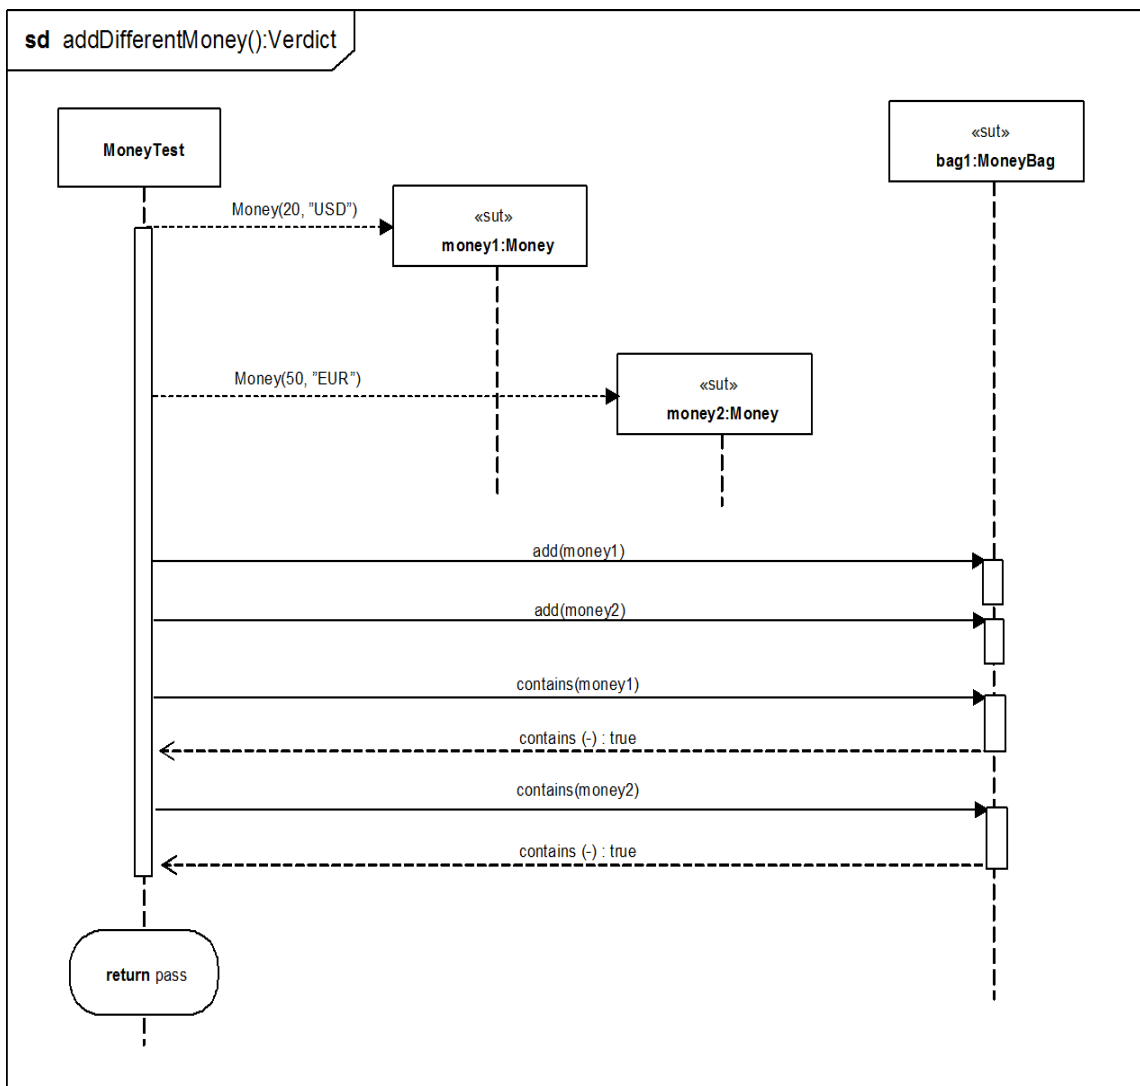 sd addDifferentMoney():Verdict
«sut»
bag1:MoneyBag
MoneyTest
Money(20, ”USD”)
«sut»
money1:Money
Money(50, ”EUR”)
«sut»
money2:Money
add(money1)
add(money2)
contains(money1)
contains (-) : true
contains(money2)
contains (-) : true
return pass